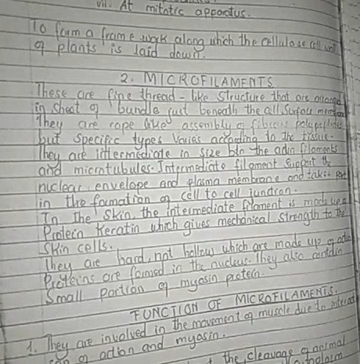 vii. At mitotic apparatus.
To form a frame work along which the cellulose cell wall
of plants is laid down.
2. MICROFILAMENTS
These are fine thread-like structure that are arranged
in sheet of bundle just beneath the cell surface membrane
They are rope like assembly of fibrous polypeptides
but specific types varies according to the tissue.
They are intermediate in size btw the actin filaments
and microtubules. Intermediate filament support the
nuclear envelope and plasma membrane and takes part
in the formation of cell to cell junction.
In the skin, the intermediate filament is made up of
Protein Keratin which gives mechanical strength to the
Skin cells.
They are hard, not hollow which are made up of actin
Proteins are formed in the nucleus. They also contain
Small portion of myosin protein.
FUNCTION OF MICROFILAMENTS.
1. They are involved in the movement of muscle due to
of actin and myosin.
the cleavage of animal